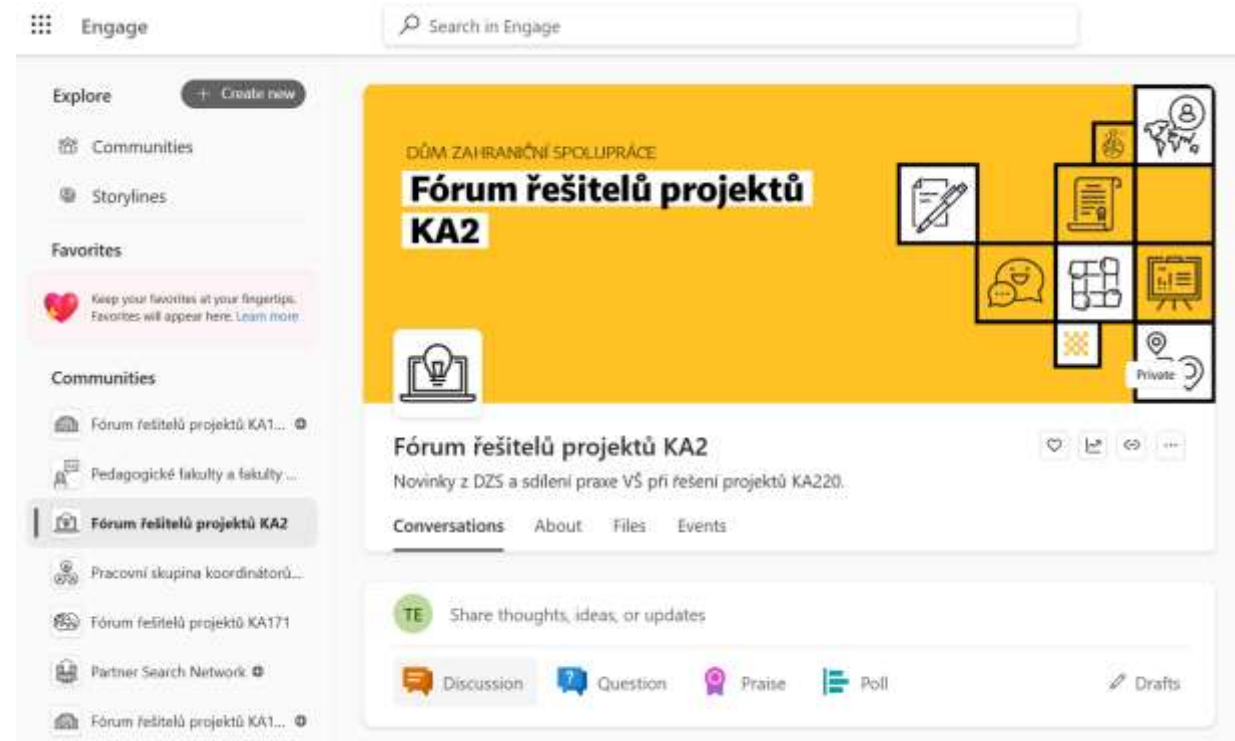 Engage
Search in Engage
Explore
+ Create new
Communities
Storylines
Favorites
Keep your favorites at your fingertips.
Favorites will appear here. Learn more
Communities
Fórum řešitelů projektů KA1...
Pedagogické fakulty a fakulty ...
Fórum řešitelů projektů KA2
Pracovní skupina koordinátorů...
Fórum řešitelů projektů KA171
Partner Search Network
Fórum řešitelů projektů KA1...
DŮM ZAHRANIČNÍ SPOLUPRÁCE
Fórum řešitelů projektů
KA2
Private
Fórum řešitelů projektů KA2
Novinky z DZS a sdílení praxe VŠ při řešení projektů KA220.
Conversations About Files Events
TE Share thoughts, ideas, or updates
Discussion Question Praise Poll Drafts